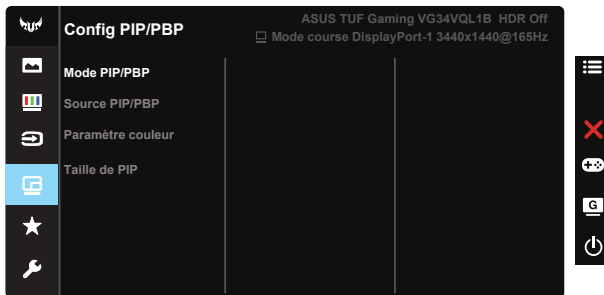 Config PIP/PBP
ASUS TUF Gaming VG34VQL1B HDR Off
Mode course DisplayPort-1 3440x1440@165Hz
Mode PIP/PBP
Source PIP/PBP
Paramètre couleur
Taille de PIP
G